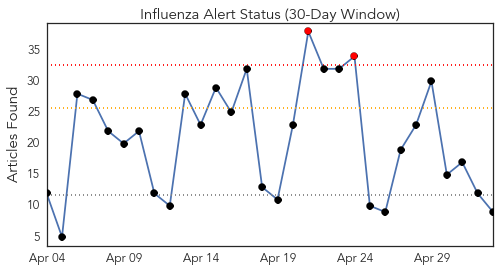 Influenza Alert Status (30-Day Window)
Articles Found
35
30
25
20
15
10
5
Apr 04 Apr 09 Apr 14 Apr 19 Apr 24 Apr 29